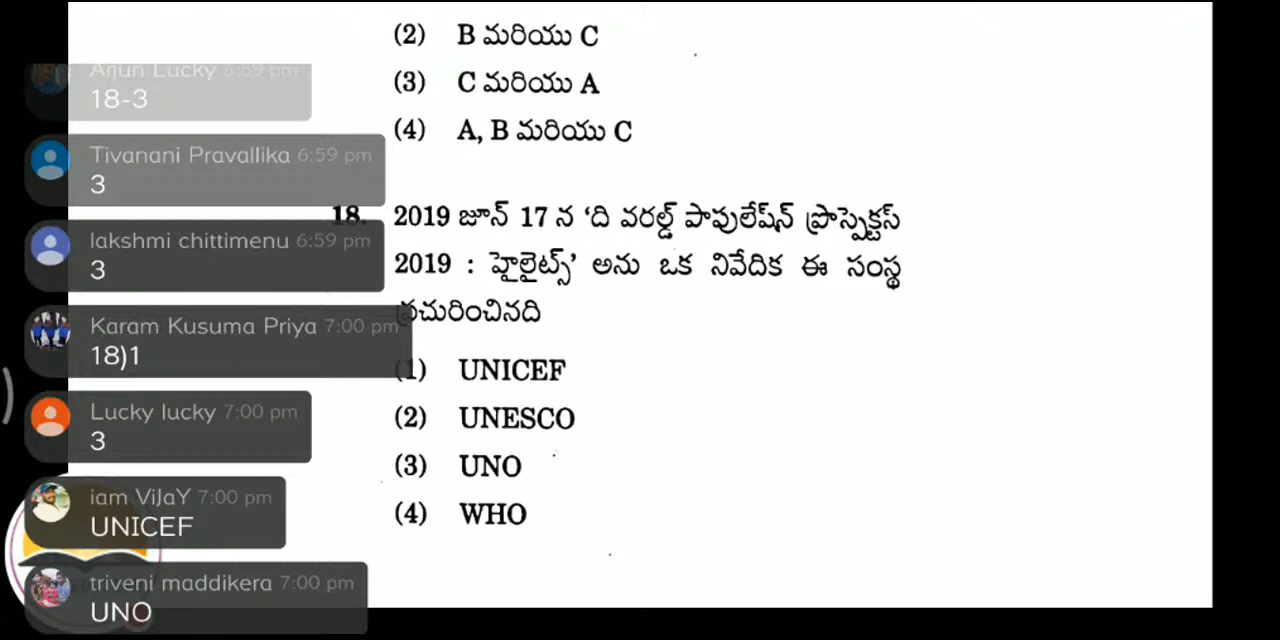 (2) B మరియు C
(3) C మరియు A
(4) A, B మరియు C
18. 2019 జూన్ 17 న ‘ది వరల్డ్ పాపులేషన్ ప్రాస్పెక్టస్
2019 : హైలైట్స్’ అను ఒక నివేదిక ఈ సంస్థ
ప్రచురించినది
(1) UNICEF
(2) UNESCO
(3) UNO
(4) WHO
Arjun Lucky 6:59 pm
18-3
Tivanani Pravallika 6:59 pm
3
lakshmi chittimenu 6:59 pm
3
Karam Kusuma Priya 7:00 pm
18)1
Lucky lucky 7:00 pm
3
iam ViJaY 7:00 pm
UNICEF
triveni maddikera 7:00 pm
UNO